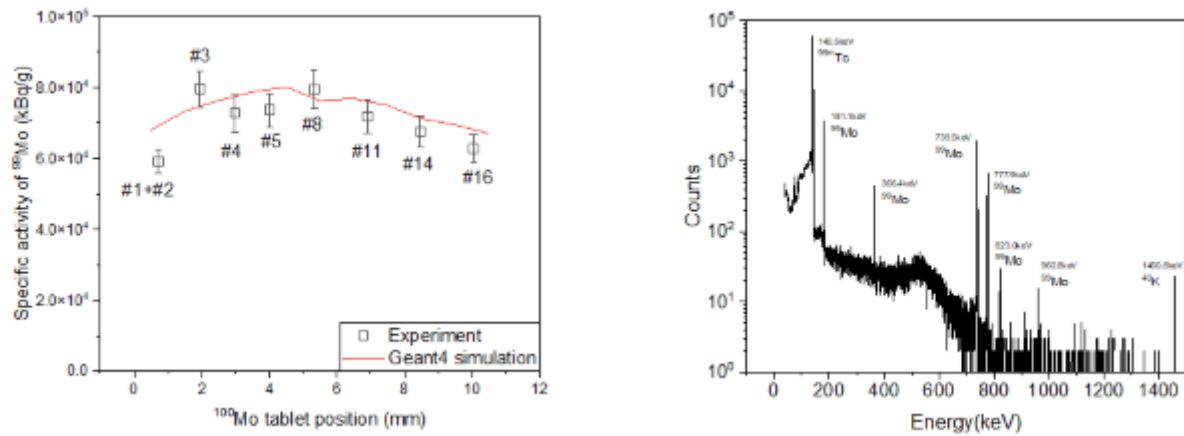 1.0×10⁵
8.0×10⁴
6.0×10⁴
4.0×10⁴
2.0×10⁴
0.0
Specific activity of ⁹⁹Mo (kBq/g)
#3
#4
#5
#8
#11
#14
#16
#1+#2
Experiment
Geant4 simulation
0 2 4 6 8 10 12
¹⁰⁰Mo tablet position (mm)
10⁵
10⁴
10³
10²
10¹
10⁰
Counts
140.5keV
⁹⁹ᵐTc
181.1keV
⁹⁹Mo
366.4keV
⁹⁹Mo
739.5keV
⁹⁹Mo
777.9keV
⁹⁹Mo
823.0keV
⁹⁹Mo
960.8keV
⁹⁹Mo
1460.8keV
⁴⁰K
0 200 400 600 800 1000 1200 1400
Energy(keV)